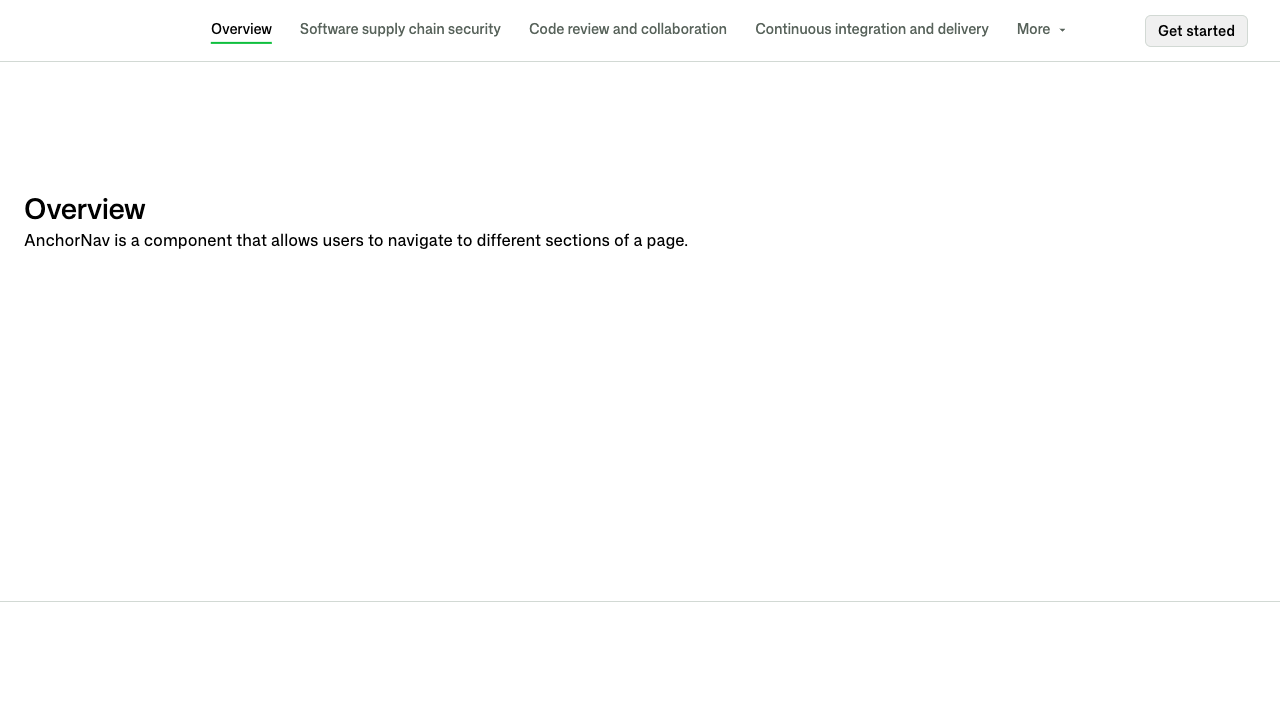 Overview Software supply chain security Code review and collaboration Continuous integration and delivery More Get started
Overview
AnchorNav is a component that allows users to navigate to different sections of a page.